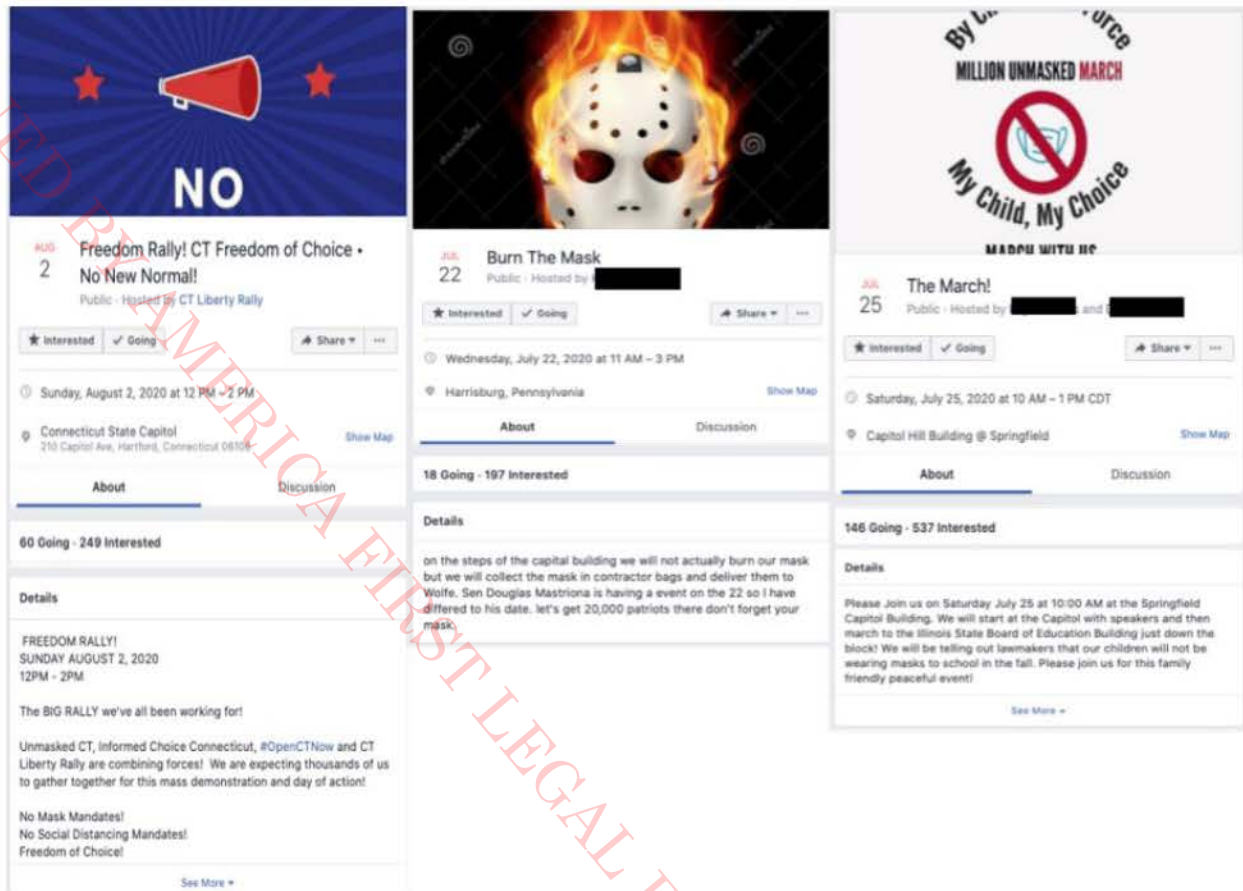 NO
AUG
2
Freedom Rally! CT Freedom of Choice •
No New Normal!
Public · Hosted by CT Liberty Rally
Interested
Going
Share
Sunday, August 2, 2020 at 12 PM – 2 PM
Connecticut State Capitol
210 Capitol Ave, Hartford, Connecticut 06106
Show Map
About
Discussion
60 Going · 249 Interested
Details
FREEDOM RALLY!
SUNDAY AUGUST 2, 2020
12PM - 2PM
The BIG RALLY we've all been working for!
Unmasked CT, Informed Choice Connecticut, #OpenCTNow and CT
Liberty Rally are combining forces! We are expecting thousands of us
to gather together for this mass demonstration and day of action!
No Mask Mandates!
No Social Distancing Mandates!
Freedom of Choice!
See More
dreamstime
JUL
22
Burn The Mask
Public · Hosted by
Interested
Going
Share
Wednesday, July 22, 2020 at 11 AM – 3 PM
Harrisburg, Pennsylvania
Show Map
About
Discussion
18 Going · 197 Interested
Details
on the steps of the capital building we will not actually burn our mask
but we will collect the mask in contractor bags and deliver them to
Wolfe. Sen Douglas Mastriona is having a event on the 22 so I have
differed to his date. let's get 20,000 patriots there don't forget your
mask.
By
MILLION UNMASKED MARCH
My Child, My Choice
MARCH WITH US
JUL
25
The March!
Public · Hosted by
and
Interested
Going
Share
Saturday, July 25, 2020 at 10 AM – 1 PM CDT
Capitol Hill Building @ Springfield
Show Map
About
Discussion
146 Going · 537 Interested
Details
Please Join us on Saturday July 25 at 10:00 AM at the Springfield
Capitol Building. We will start at the Capitol with speakers and then
march to the Illinois State Board of Education Building just down the
block! We will be telling out lawmakers that our children will not be
wearing masks to school in the fall. Please join us for this family
friendly peaceful event!
See More
BY AMERICA FIRST LEGAL